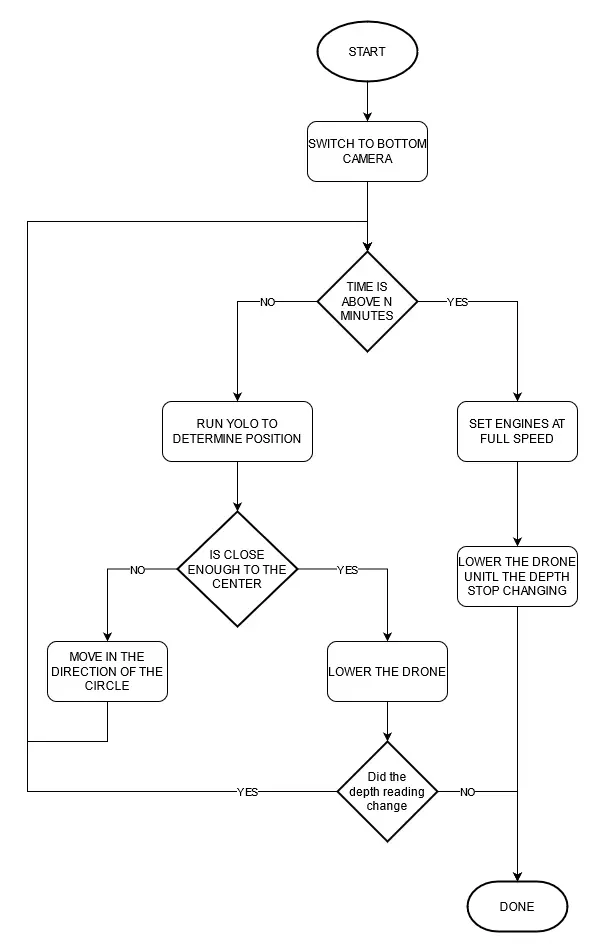 START
SWITCH TO BOTTOM
CAMERA
TIME IS
ABOVE N
MINUTES
NO
YES
RUN YOLO TO
DETERMINE POSITION
SET ENGINES AT
FULL SPEED
IS CLOSE
ENOUGH TO THE
CENTER
NO
YES
LOWER THE DRONE
UNITL THE DEPTH
STOP CHANGING
MOVE IN THE
DIRECTION OF THE
CIRCLE
LOWER THE DRONE
Did the
depth reading
change
YES
NO
DONE